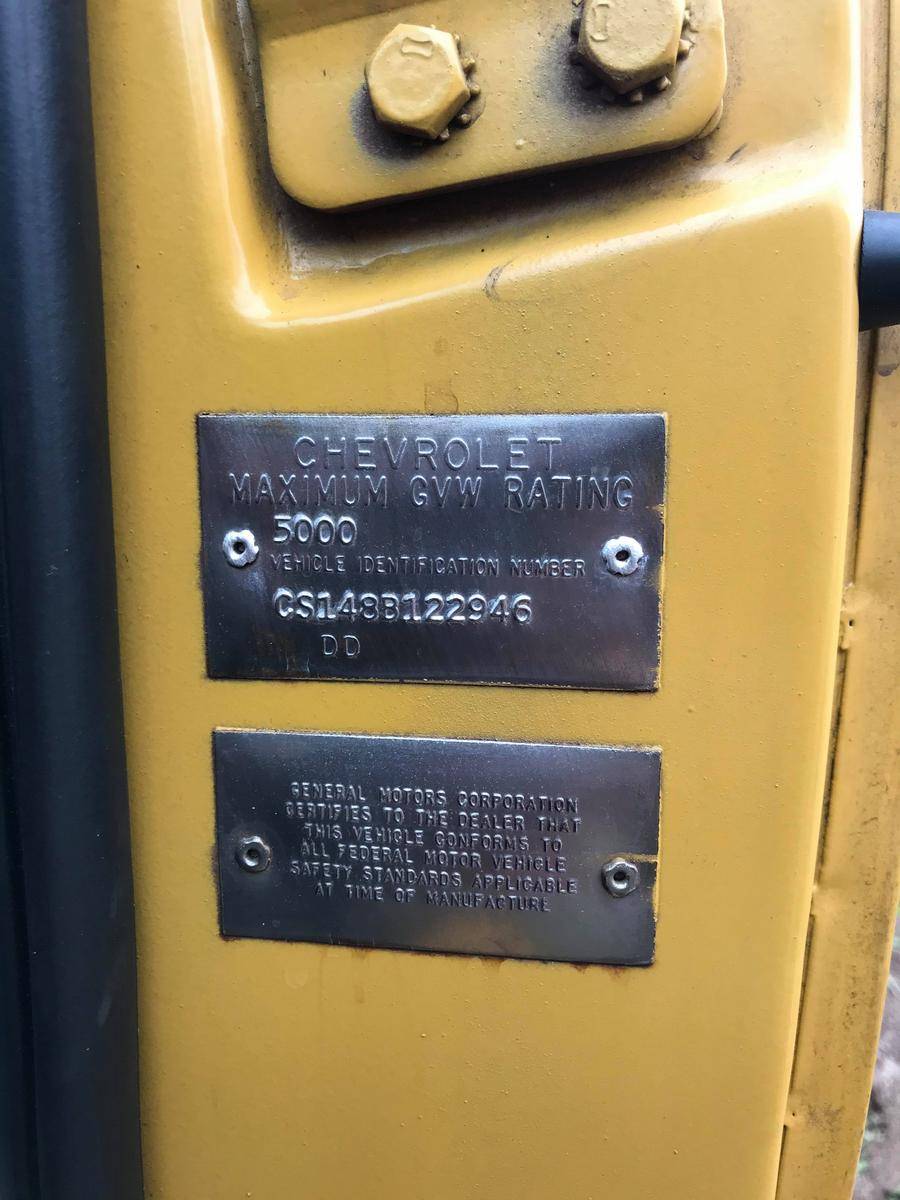 CHEVROLET
MAXIMUM GVW RATING
5000
VEHICLE IDENTIFICATION NUMBER
CS148B122946
DD
GENERAL MOTORS CORPORATION
CERTIFIES TO THE DEALER THAT
THIS VEHICLE CONFORMS TO
ALL FEDERAL MOTOR VEHICLE
SAFETY STANDARDS APPLICABLE
AT TIME OF MANUFACTURE